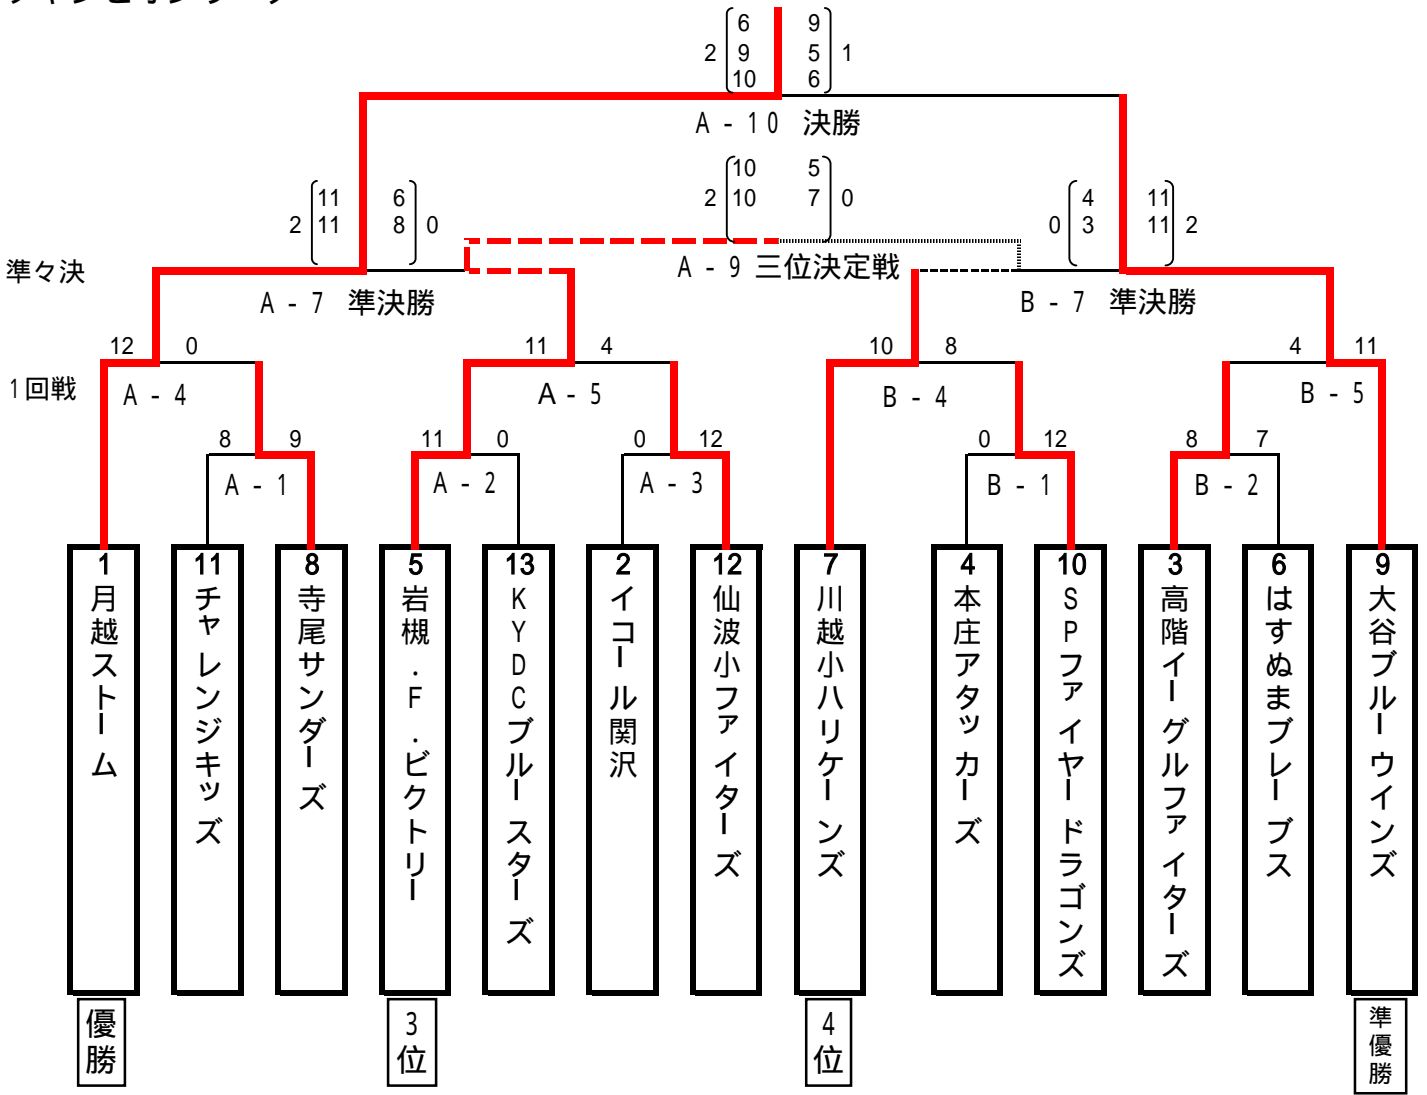 6 9
2 9 5 1
10 6
A - 10 決勝
10 5
2 10 7 0
11 6
2 11 8 0
4 11
0 3 11 2
A - 9 三位決定戦
準々決
A - 7 準決勝
B - 7 準決勝
12 0
11 4
10 8
4 11
1回戦
A - 4
A - 5
B - 4
B - 5
8 9
11 0
0 12
0 12
8 7
A - 1
A - 2
A - 3
B - 1
B - 2
1
月越ストーム
優勝
11
チャレンジキッズ
8
寺尾サンダーズ
5
岩槻.F.ビクトリー
3位
13
KYDCブルースターズ
2
イコール関沢
12
仙波小ファイターズ
7
川越小ハリケーンズ
4位
4
本庄アタッカーズ
10
SPファイヤードラゴンズ
3
高階イーグルファイターズ
6
はすぬまブレーブス
9
大谷ブルーウインズ
準優勝